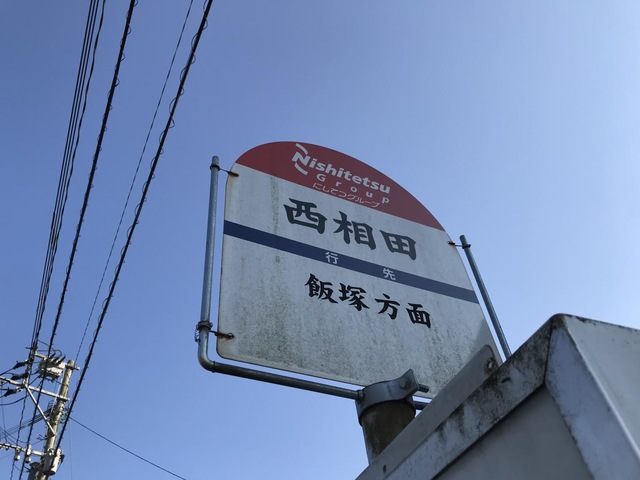 Nishitetsu
Group
にしてつグループ
西相田
行先
飯塚方面